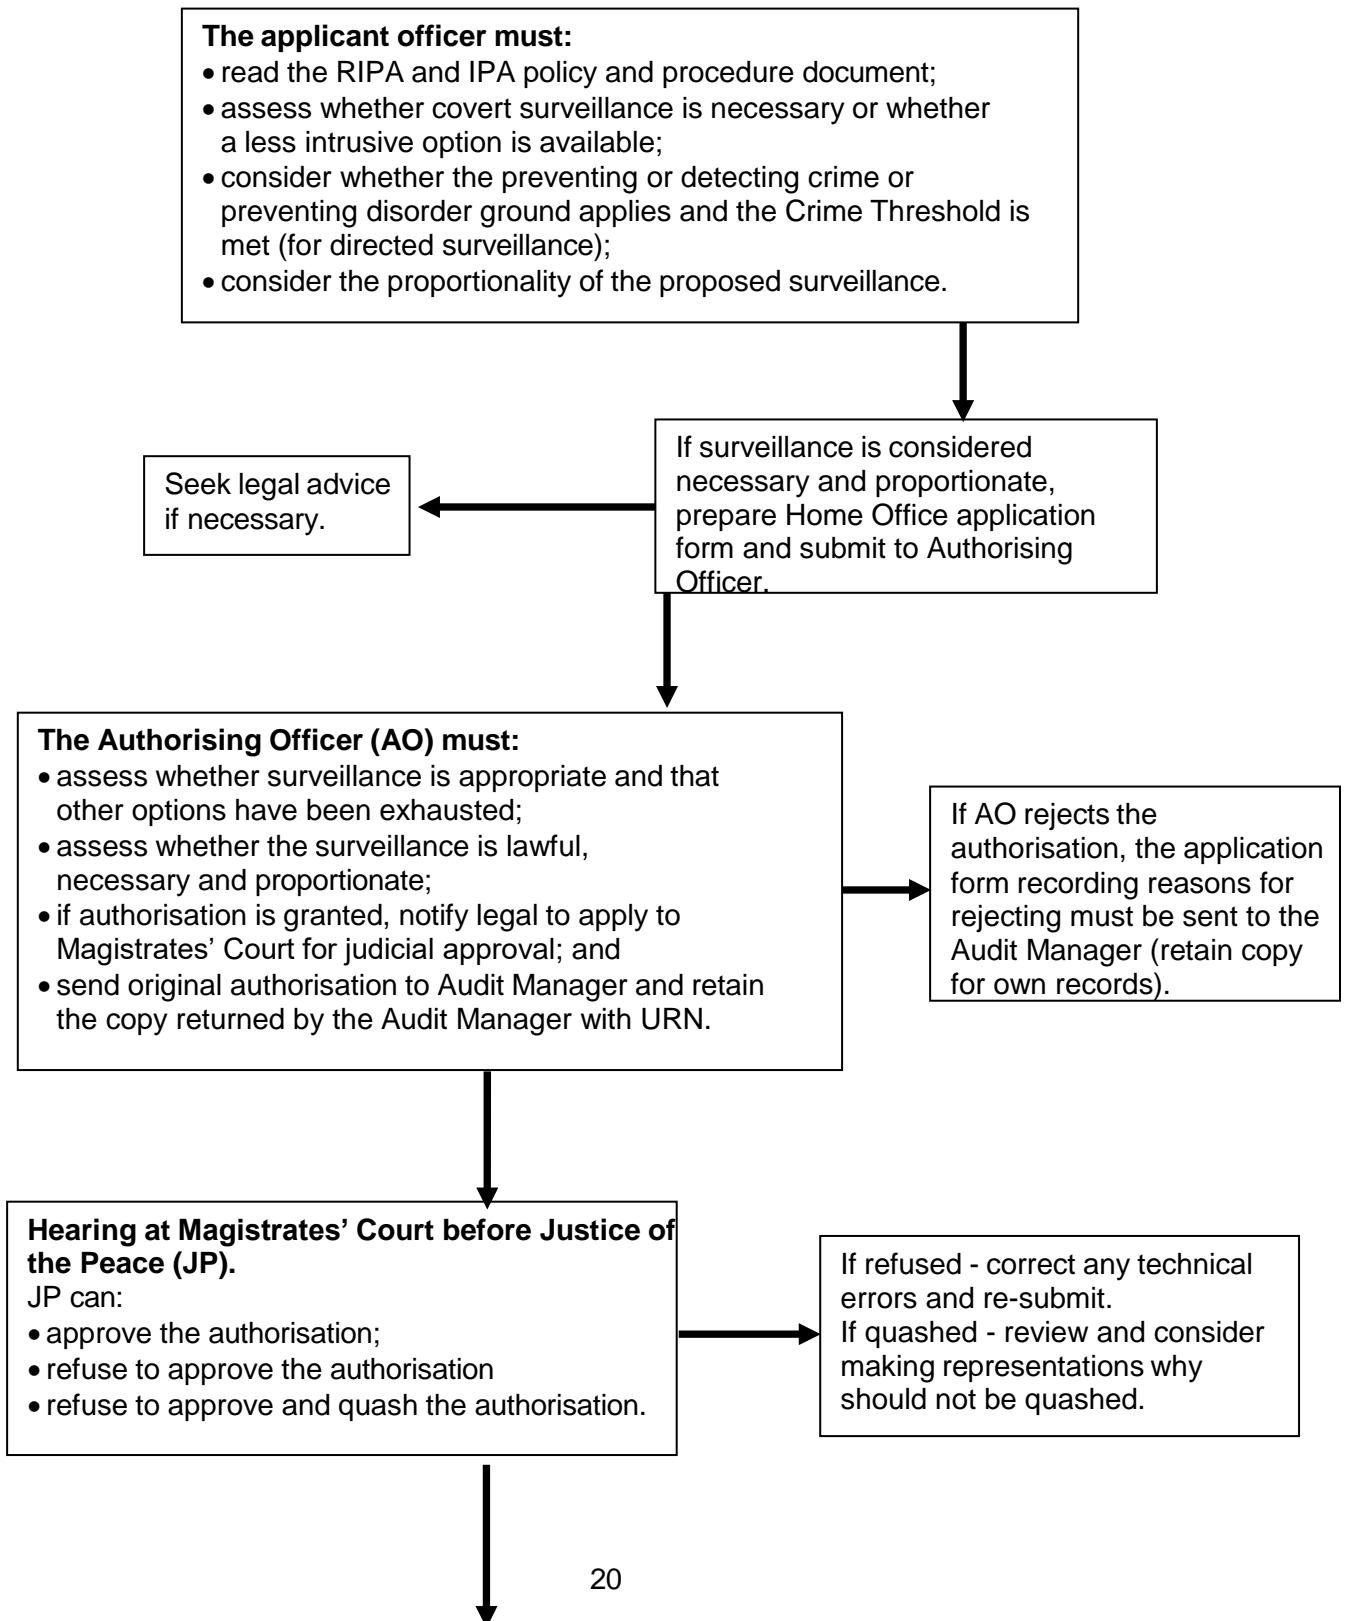 The applicant officer must:
• read the RIPA and IPA policy and procedure document;
• assess whether covert surveillance is necessary or whether
a less intrusive option is available;
• consider whether the preventing or detecting crime or
preventing disorder ground applies and the Crime Threshold is
met (for directed surveillance);
• consider the proportionality of the proposed surveillance.
Seek legal advice
if necessary.
If surveillance is considered
necessary and proportionate,
prepare Home Office application
form and submit to Authorising
Officer.
The Authorising Officer (AO) must:
• assess whether surveillance is appropriate and that
other options have been exhausted;
• assess whether the surveillance is lawful,
necessary and proportionate;
• if authorisation is granted, notify legal to apply to
Magistrates’ Court for judicial approval; and
• send original authorisation to Audit Manager and retain
the copy returned by the Audit Manager with URN.
If AO rejects the
authorisation, the application
form recording reasons for
rejecting must be sent to the
Audit Manager (retain copy
for own records).
Hearing at Magistrates’ Court before Justice of
the Peace (JP).
JP can:
• approve the authorisation;
• refuse to approve the authorisation
• refuse to approve and quash the authorisation.
If refused - correct any technical
errors and re-submit.
If quashed - review and consider
making representations why
should not be quashed.
20